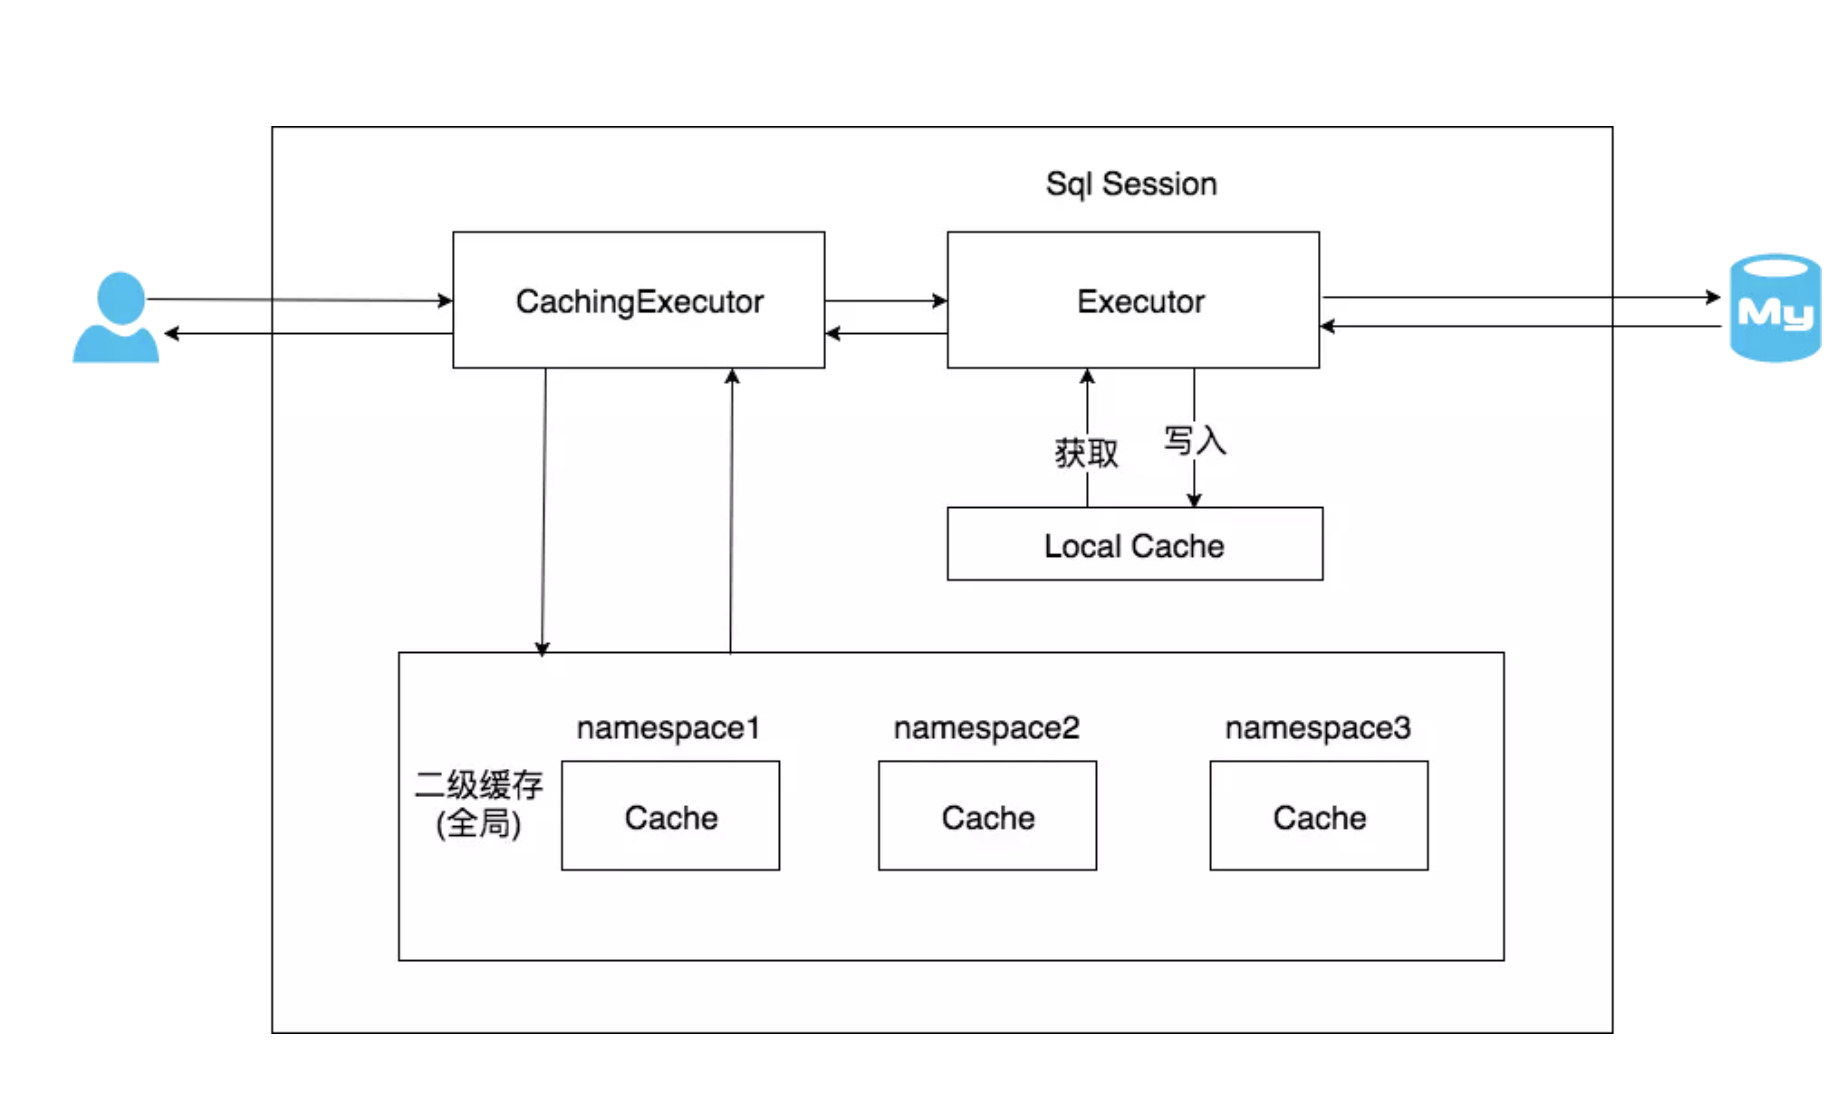 Sql Session
CachingExecutor
Executor
My
获取
写入
Local Cache
namespace1
namespace2
namespace3
二级缓存
(全局)
Cache
Cache
Cache